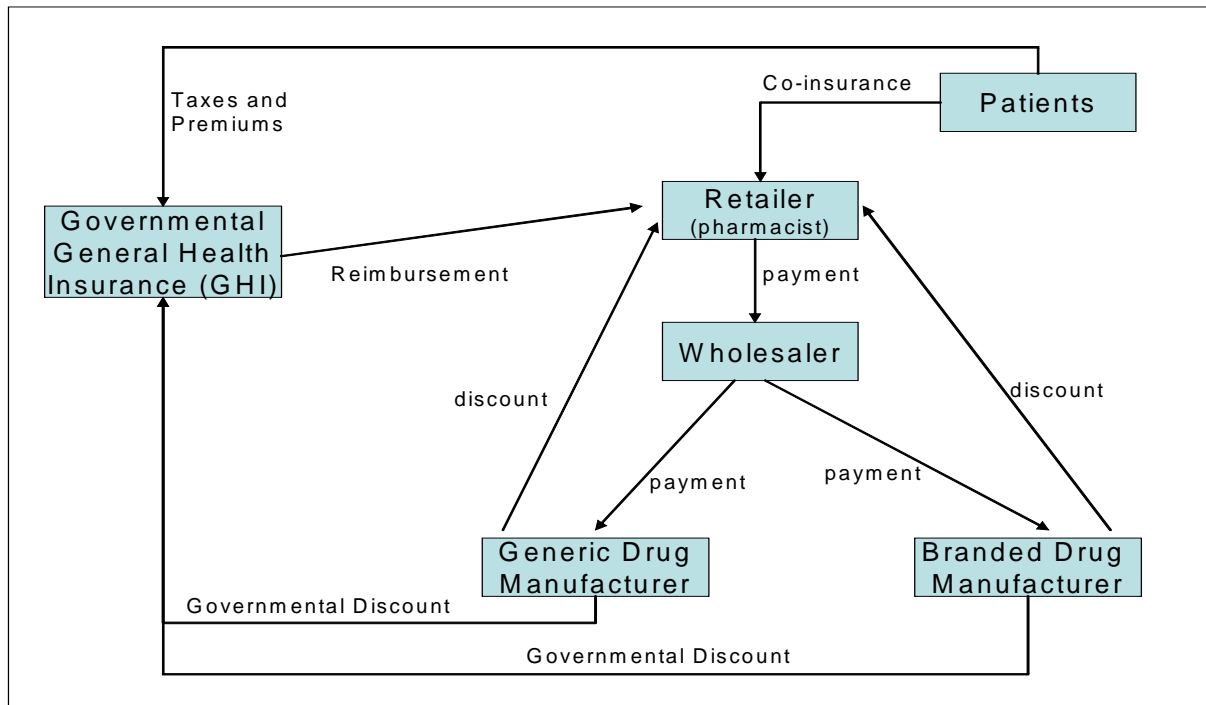 Co-insurance
Patients
Taxes and
Premiums
Retailer
(pharmacist)
Governmental
General Health
Insurance (GHI)
Reimbursement
payment
Wholesaler
discount
discount
payment
payment
Generic Drug
Manufacturer
Branded Drug
Manufacturer
Governmental Discount
Governmental Discount